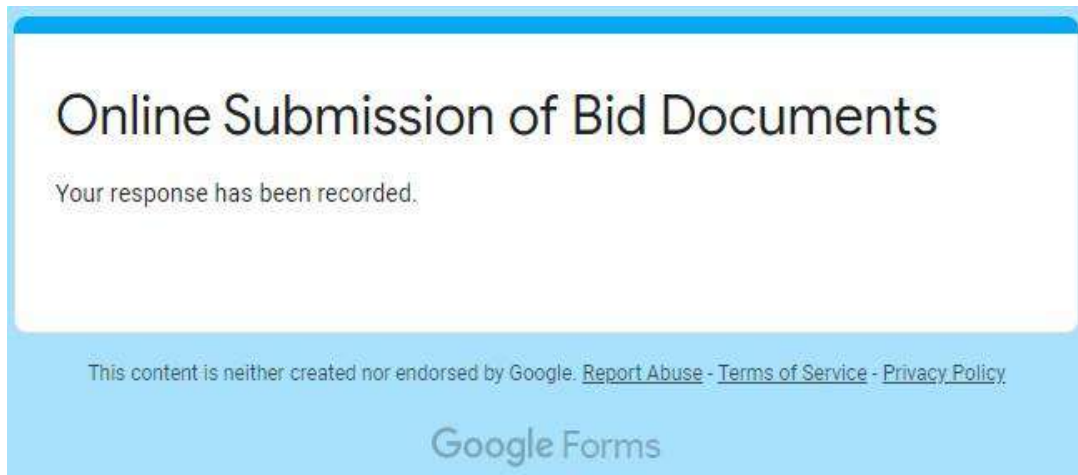 Online Submission of Bid Documents
Your response has been recorded.
This content is neither created nor endorsed by Google. Report Abuse - Terms of Service - Privacy Policy
Google Forms